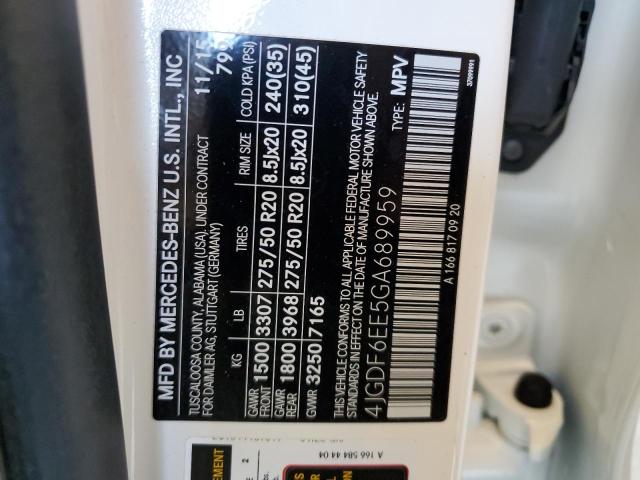 MFD BY MERCEDES-BENZ U.S. INTL., INC
TUSCALOOSA COUNTY, ALABAMA (USA), UNDER CONTRACT
FOR DAIMLER AG, STUTTGART (GERMANY)
11/15
KG LB TIRES RIM SIZE COLD KPA (PSI)
GAWR FRONT 1500 3307 275/50 R20 8.5Jx20 240(35)
GAWR REAR 1800 3968 275/50 R20 8.5Jx20 310(45)
GVWR 3250 7165
THIS VEHICLE CONFORMS TO ALL APPLICABLE FEDERAL MOTOR VEHICLE SAFETY
STANDARDS IN EFFECT ON THE DATE OF MANUFACTURE SHOWN ABOVE.
4JGDF6EE5GA689959 TYPE: MPV
A 166 817 09 20
37099991
A 166 584 44 04